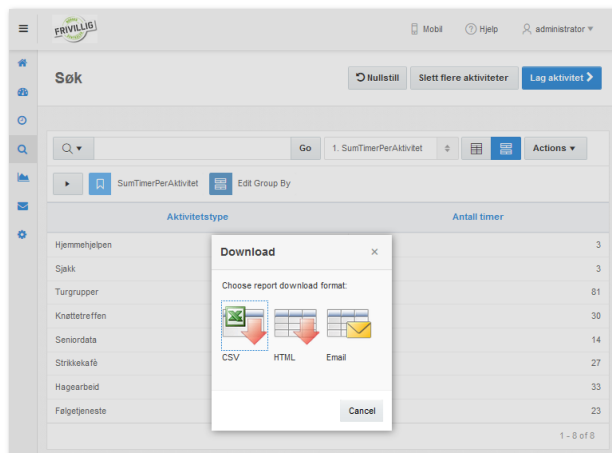 FRIVILLIG
Mobil
Hjelp
administrator
Søk
Nullstill
Slett flere aktiviteter
Lag aktivitet
Go
1. SumTimerPerAktivitet
Actions
SumTimerPerAktivitet
Edit Group By
Aktivitetstype Antall timer
Hjemmehjelpen 3
Sjakk 3
Turgrupper 81
Knøttetreffen 30
Seniordata 14
Strikkekafè 27
Hagearbeid 33
Følgetjeneste 23
1 - 8 of 8
Download
Choose report download format:
CSV HTML Email
Cancel